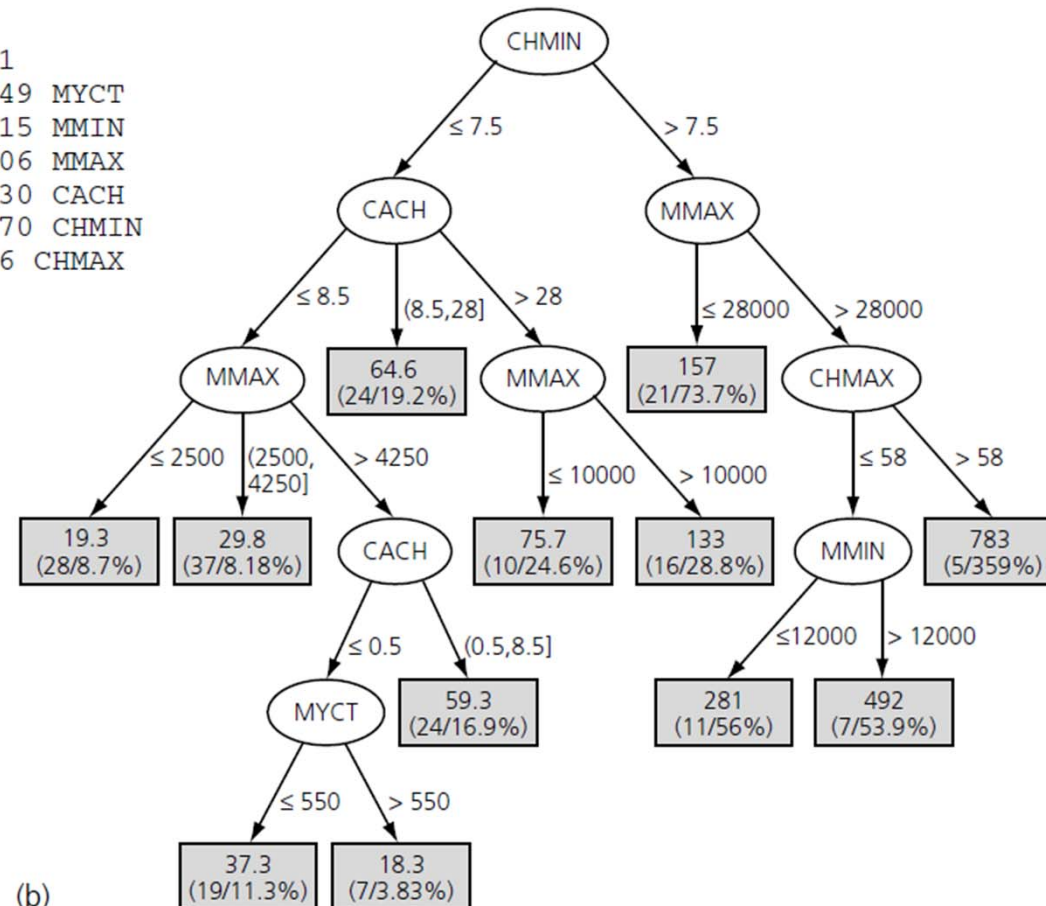 1
49 MYCT
15 MMIN
06 MMAX
30 CACH
70 CHMIN
6 CHMAX
CHMIN
≤ 7.5
> 7.5
CACH
MMAX
≤ 8.5
(8.5,28]
> 28
≤ 28000
> 28000
MMAX
64.6
(24/19.2%)
MMAX
157
(21/73.7%)
CHMAX
≤ 2500
(2500,
4250]
> 4250
≤ 10000
> 10000
≤ 58
> 58
19.3
(28/8.7%)
29.8
(37/8.18%)
CACH
75.7
(10/24.6%)
133
(16/28.8%)
MMIN
783
(5/359%)
≤ 0.5
(0.5,8.5]
≤12000
> 12000
MYCT
59.3
(24/16.9%)
281
(11/56%)
492
(7/53.9%)
≤ 550
> 550
37.3
(19/11.3%)
18.3
(7/3.83%)
(b)